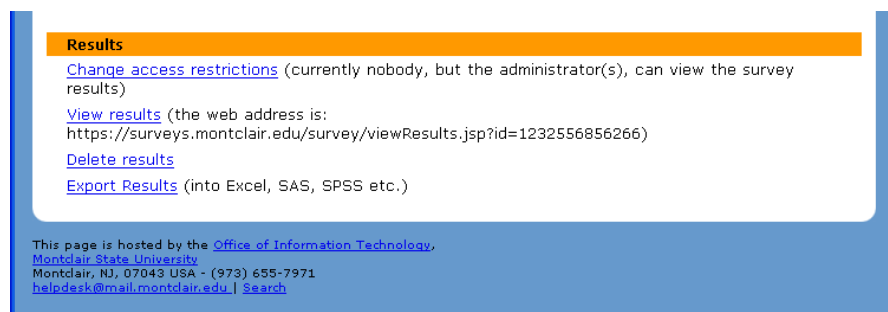 Results
Change access restrictions (currently nobody, but the administrator(s), can view the survey
results)
View results (the web address is:
https://surveys.montclair.edu/survey/viewResults.jsp?id=1232556856266)
Delete results
Export Results (into Excel, SAS, SPSS etc.)
This page is hosted by the Office of Information Technology,
Montclair State University
Montclair, NJ, 07043 USA - (973) 655-7971
helpdesk@mail.montclair.edu | Search